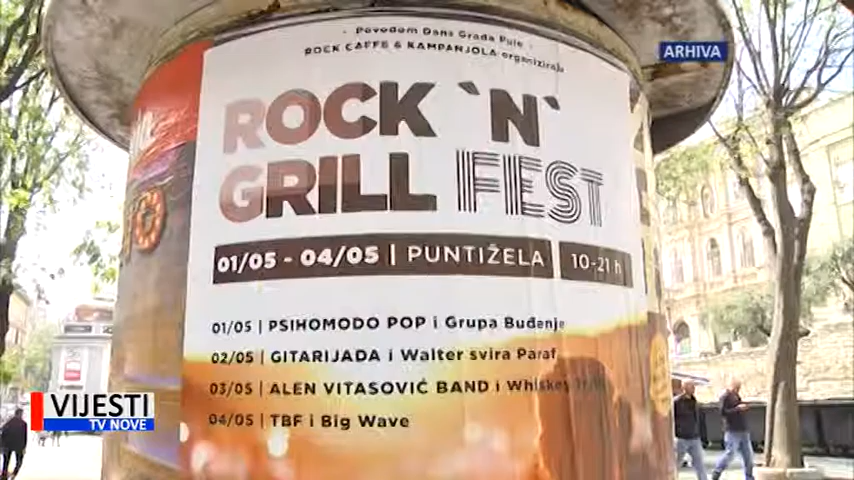 Povodom Dana Grada Pule
ROCK CAFFE & KAMPANJOLA organiziraju
ARHIVA
ROCK `N`
GRILL FEST
01/05 - 04/05 | PUNTIŽELA | 10-21 h
01/05 | PSIHOMODO POP i Grupa Buđenje
02/05 | GITARIJADA i Walter svira Paraf
03/05 | ALEN VITASOVIĆ BAND i Whiskey
04/05 | TBF i Big Wave
VIJESTI
TV NOVE